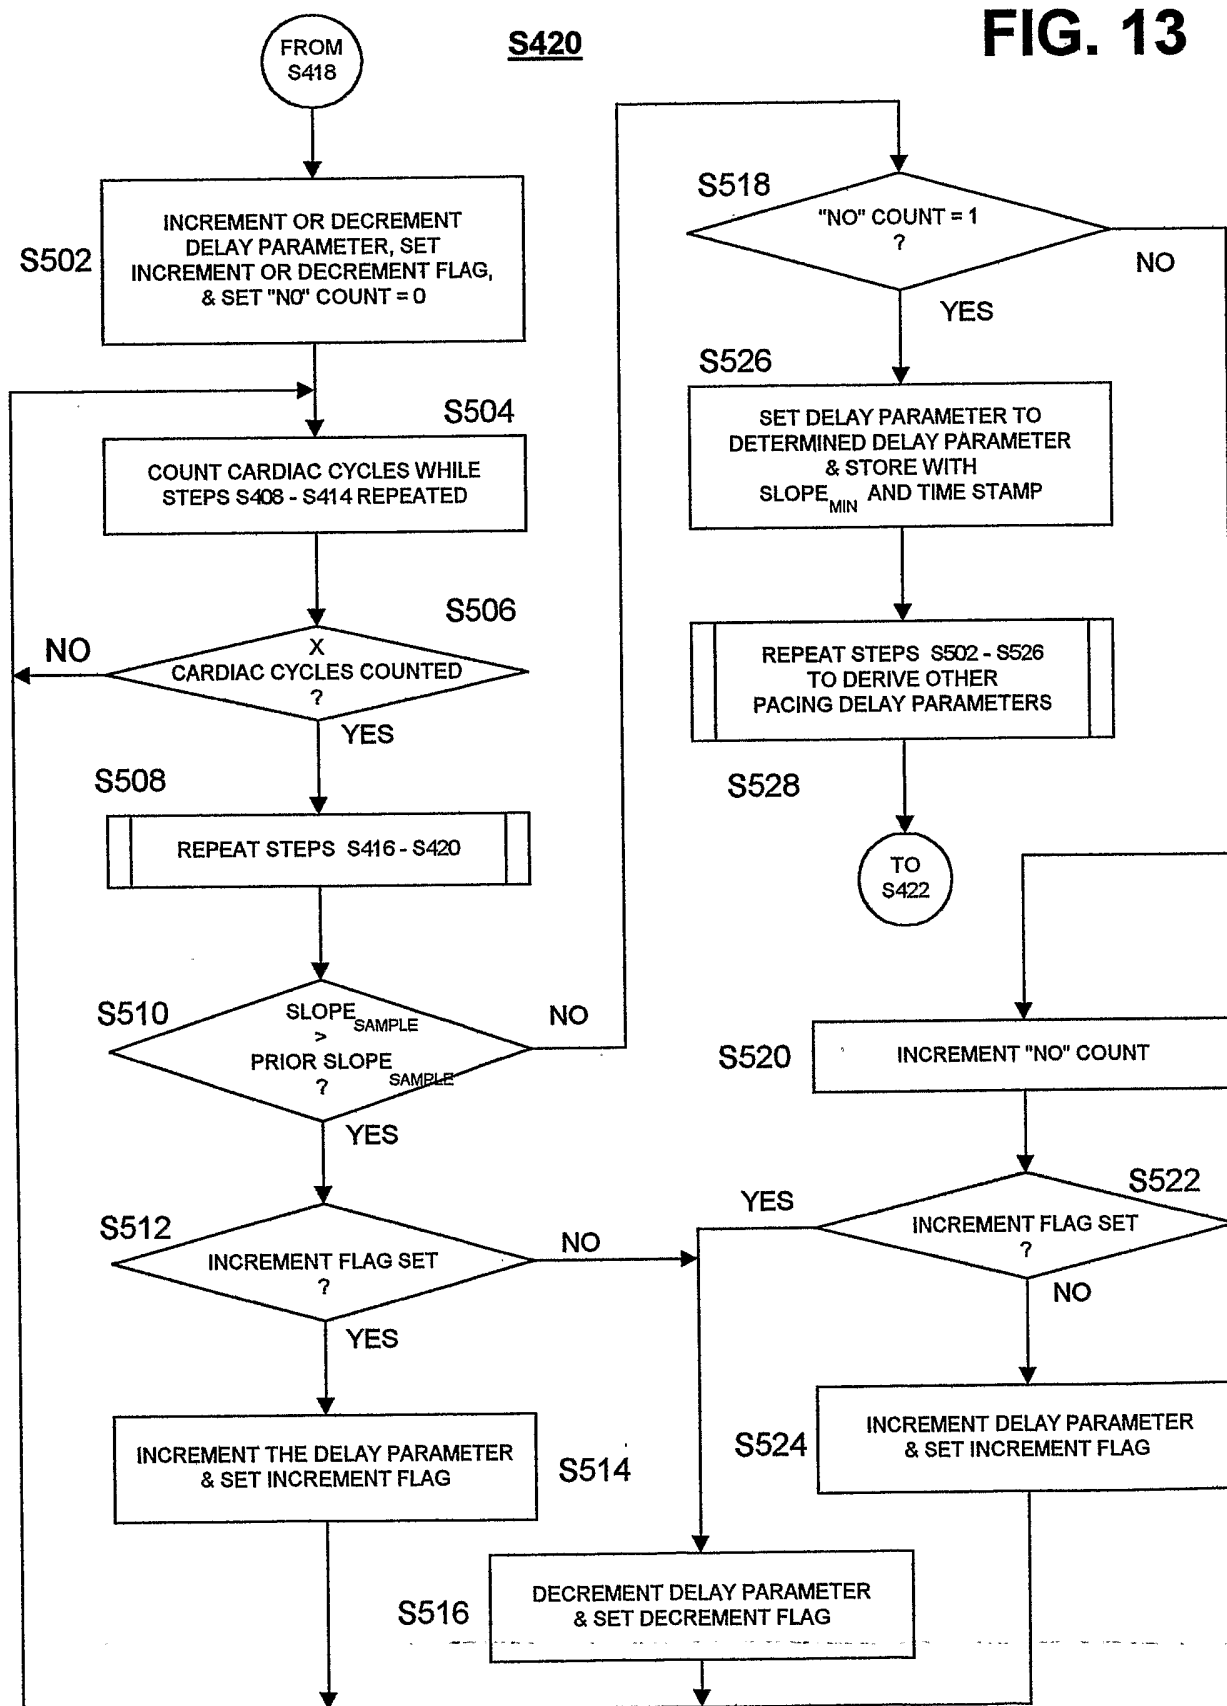 FIG. 13
S420
FROM
S418
S502
INCREMENT OR DECREMENT
DELAY PARAMETER, SET
INCREMENT OR DECREMENT FLAG,
& SET "NO" COUNT = 0
S504
COUNT CARDIAC CYCLES WHILE
STEPS S408 - S414 REPEATED
S506
X
CARDIAC CYCLES COUNTED
?
NO
YES
S508
REPEAT STEPS S416 - S420
S510
SLOPE SAMPLE
>
PRIOR SLOPE SAMPLE
?
NO
YES
S512
INCREMENT FLAG SET
?
NO
YES
INCREMENT THE DELAY PARAMETER
& SET INCREMENT FLAG
S514
S516
DECREMENT DELAY PARAMETER
& SET DECREMENT FLAG
S518
"NO" COUNT = 1
?
NO
YES
S526
SET DELAY PARAMETER TO
DETERMINED DELAY PARAMETER
& STORE WITH
SLOPE MIN AND TIME STAMP
REPEAT STEPS S502 - S526
TO DERIVE OTHER
PACING DELAY PARAMETERS
S528
TO
S422
S520
INCREMENT "NO" COUNT
S522
YES
INCREMENT FLAG SET
?
NO
S524
INCREMENT DELAY PARAMETER
& SET INCREMENT FLAG